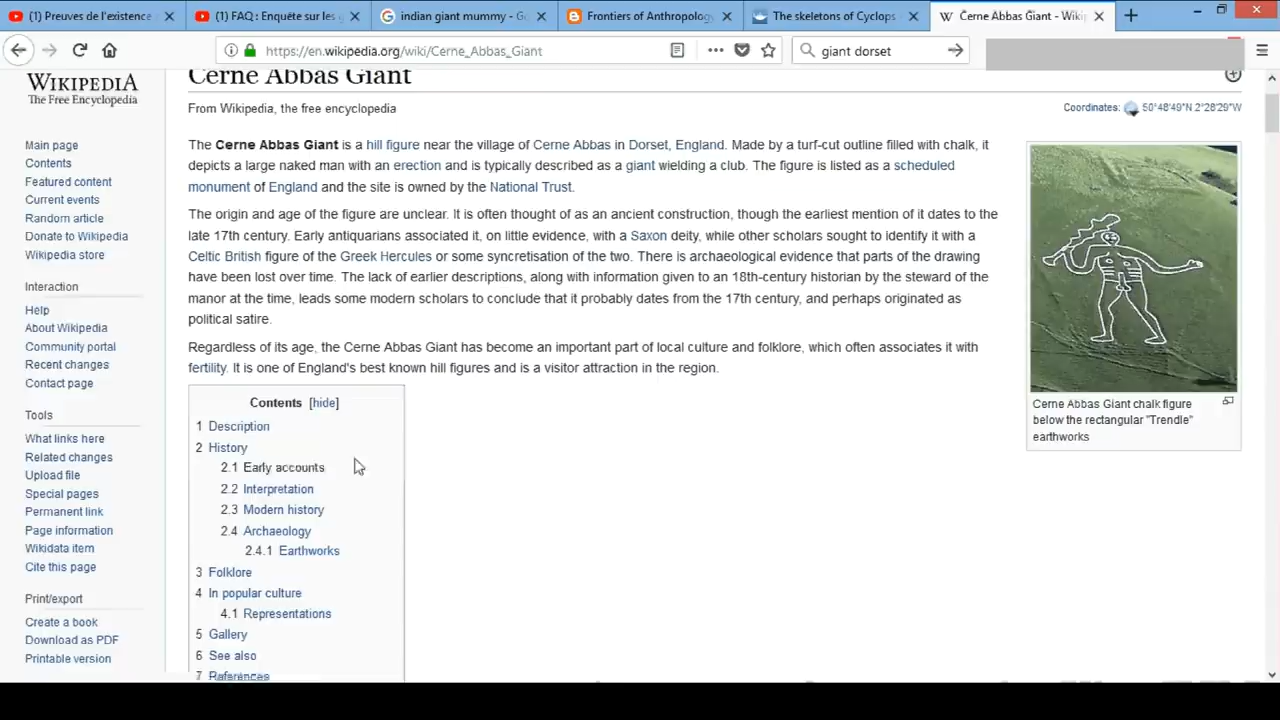 (1) Preuves de l'existence
(1) FAQ : Enquête sur les g
indian giant mummy - Go
Frontiers of Anthropology
The skeletons of Cyclops
Cerne Abbas Giant - Wiki
https://en.wikipedia.org/wiki/Cerne_Abbas_Giant
giant dorset
WIKIPEDIA
The Free Encyclopedia
Main page
Contents
Featured content
Current events
Random article
Donate to Wikipedia
Wikipedia store
Interaction
Help
About Wikipedia
Community portal
Recent changes
Contact page
Tools
What links here
Related changes
Upload file
Special pages
Permanent link
Page information
Wikidata item
Cite this page
Print/export
Create a book
Download as PDF
Printable version
Cerne Abbas Giant
From Wikipedia, the free encyclopedia
Coordinates: 50°48′49″N 2°28′29″W
The Cerne Abbas Giant is a hill figure near the village of Cerne Abbas in Dorset, England. Made by a turf-cut outline filled with chalk, it
depicts a large naked man with an erection and is typically described as a giant wielding a club. The figure is listed as a scheduled
monument of England and the site is owned by the National Trust.
The origin and age of the figure are unclear. It is often thought of as an ancient construction, though the earliest mention of it dates to the
late 17th century. Early antiquarians associated it, on little evidence, with a Saxon deity, while other scholars sought to identify it with a
Celtic British figure of the Greek Hercules or some syncretisation of the two. There is archaeological evidence that parts of the drawing
have been lost over time. The lack of earlier descriptions, along with information given to an 18th-century historian by the steward of the
manor at the time, leads some modern scholars to conclude that it probably dates from the 17th century, and perhaps originated as
political satire.
Regardless of its age, the Cerne Abbas Giant has become an important part of local culture and folklore, which often associates it with
fertility. It is one of England's best known hill figures and is a visitor attraction in the region.
Contents [hide]
1 Description
2 History
2.1 Early accounts
2.2 Interpretation
2.3 Modern history
2.4 Archaeology
2.4.1 Earthworks
3 Folklore
4 In popular culture
4.1 Representations
5 Gallery
6 See also
7 References
Cerne Abbas Giant chalk figure
below the rectangular "Trendle"
earthworks